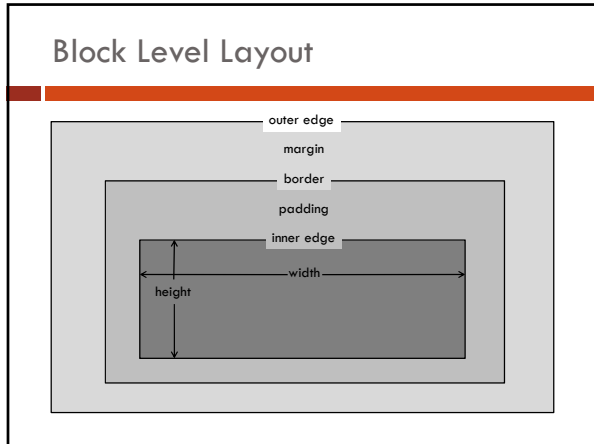 Block Level Layout
outer edge
margin
border
padding
inner edge
width
height